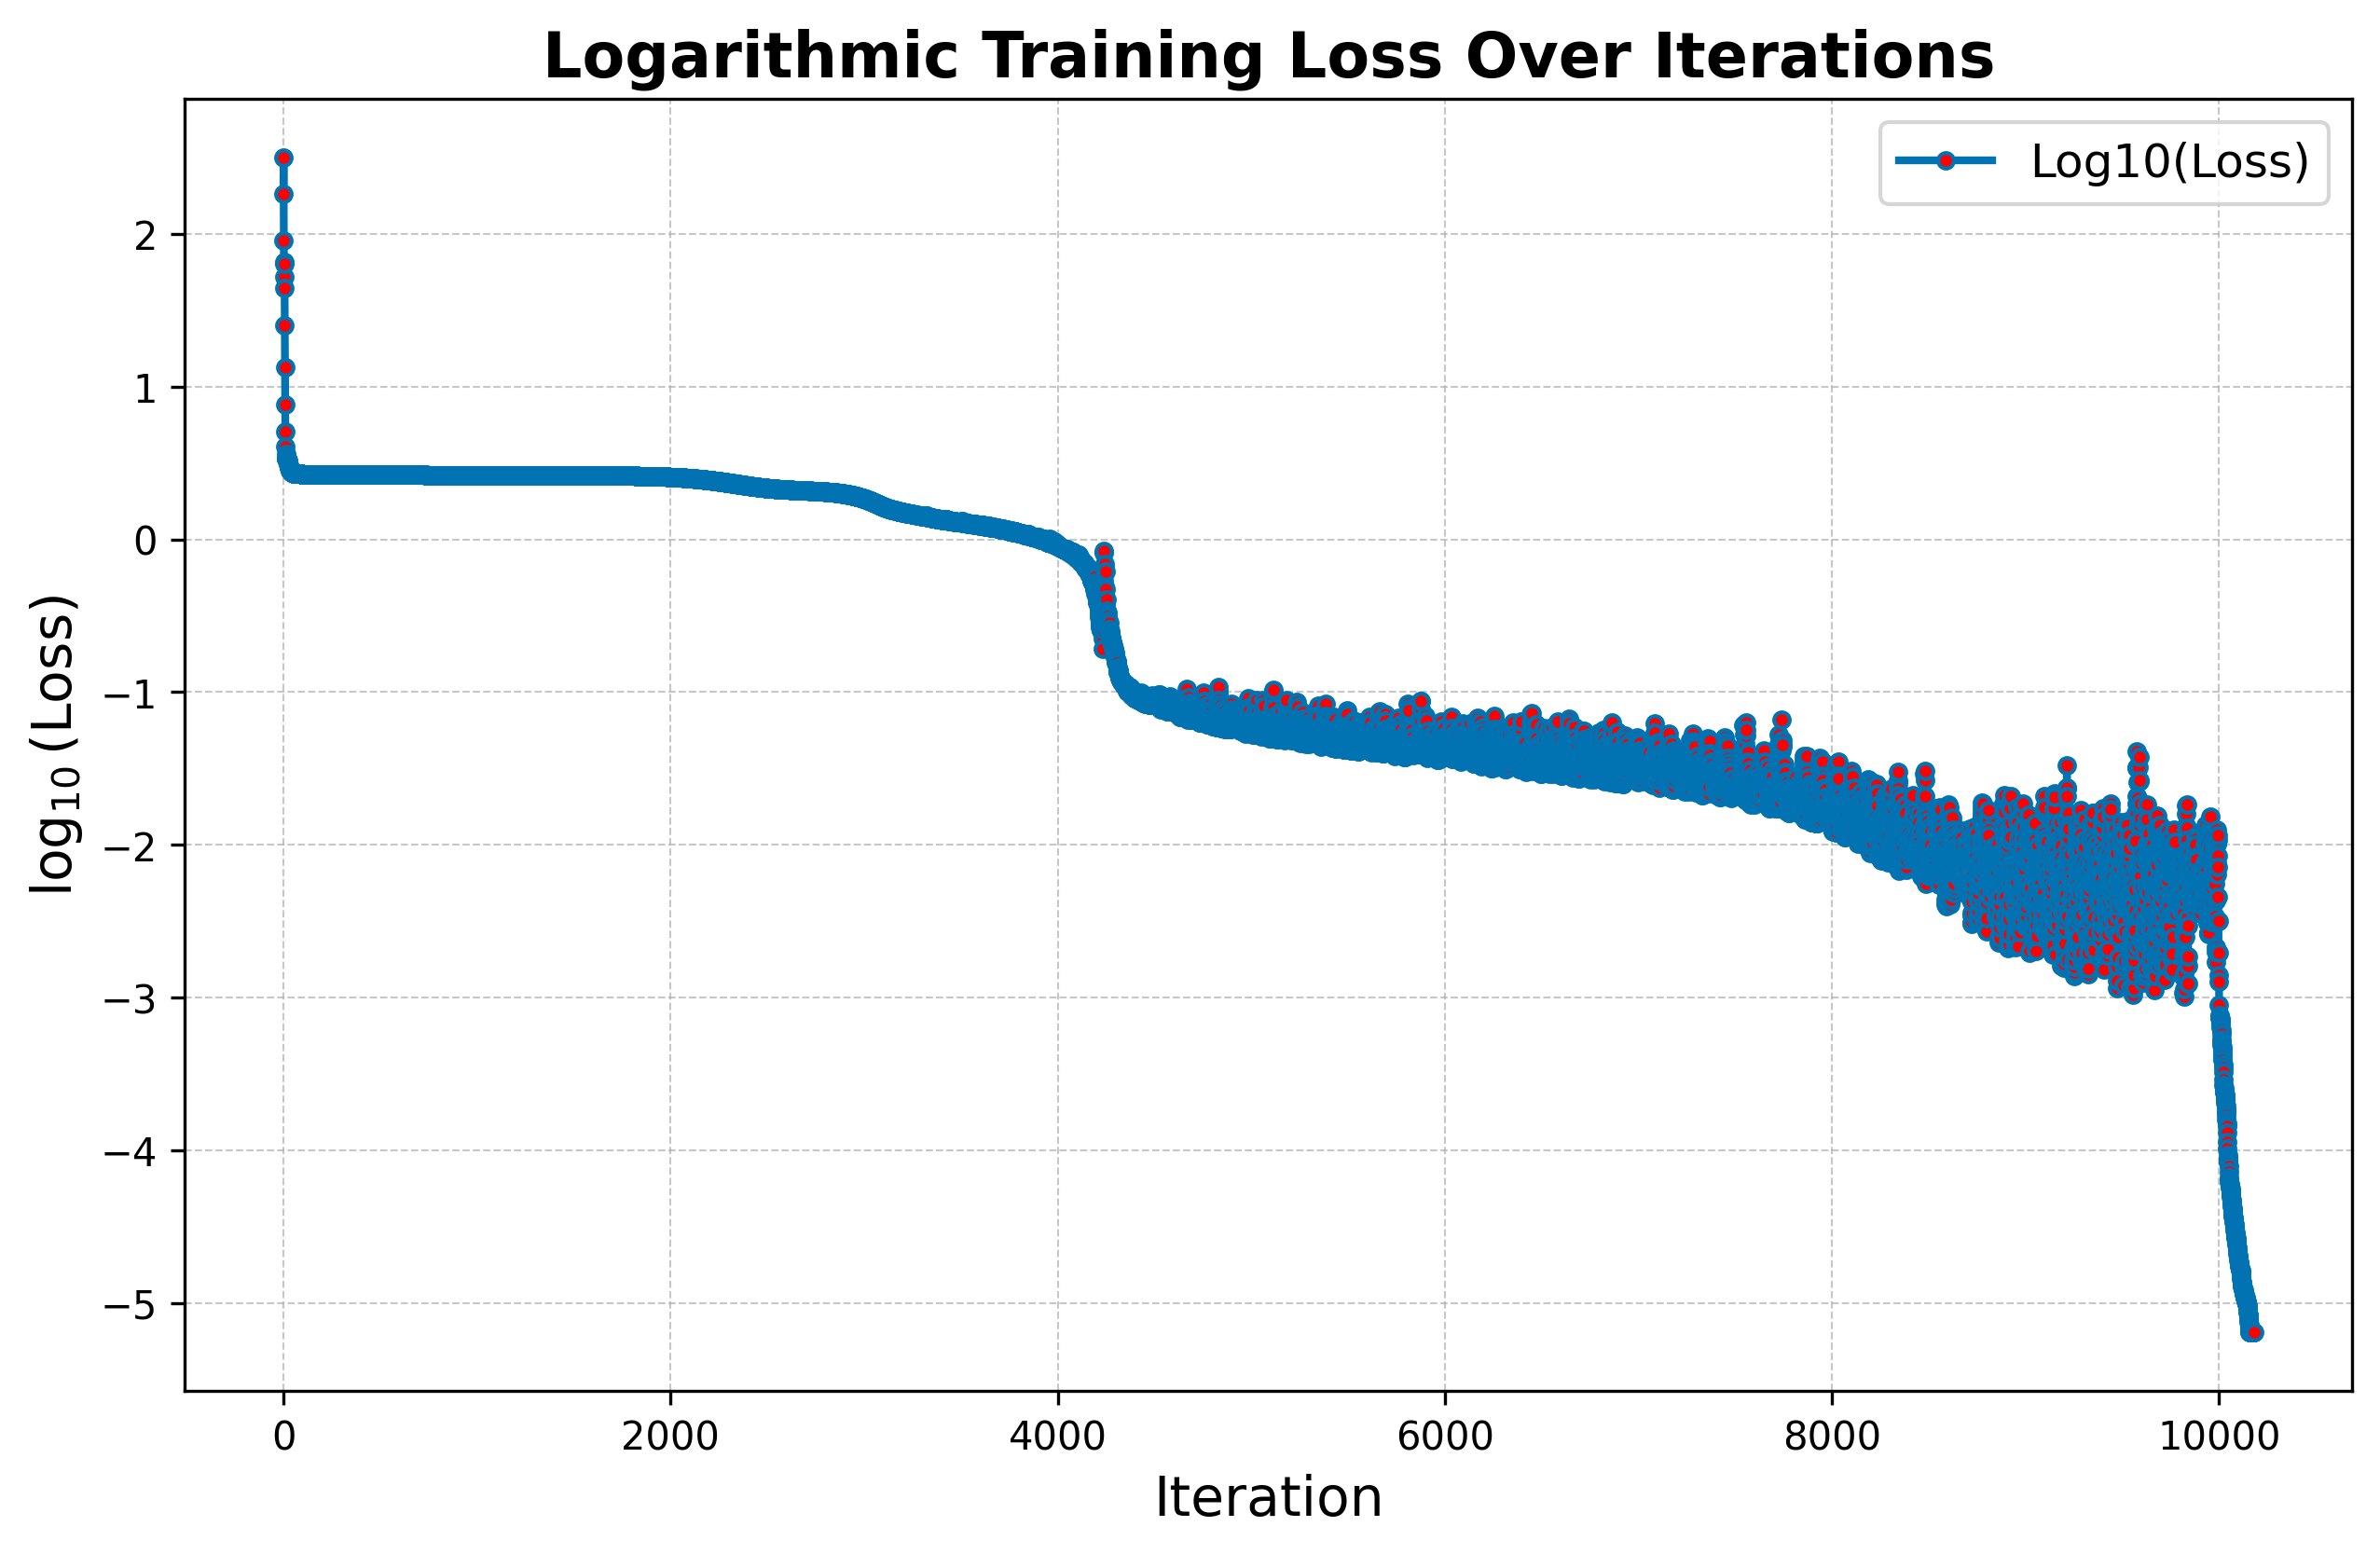 Logarithmic Training Loss Over Iterations
Log10(Loss)
2
1
0
−1
−2
−3
−4
−5
log₁₀ (Loss)
0 2000 4000 6000 8000 10000
Iteration